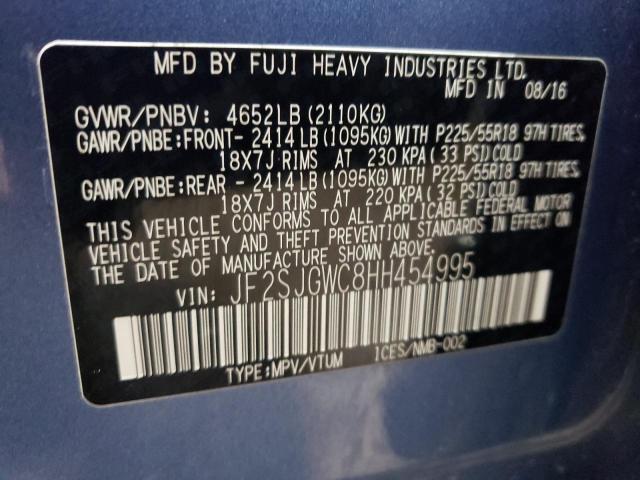 MFD BY FUJI HEAVY INDUSTRIES LTD.
MFD IN 08/16
GVWR/PNBV: 4652LB (2110KG)
GAWR/PNBE:FRONT- 2414LB (1095KG) WITH P225/55R18 97H TIRES,
18X7J RIMS AT 230 KPA ( 33 PSI) COLD
GAWR/PNBE:REAR - 2414LB (1095KG) WITH P225/55R18 97H TIRES,
18X7J RIMS AT 220 KPA ( 32 PSI) COLD
THIS VEHICLE CONFORMS TO ALL APPLICABLE FEDERAL MOTOR
VEHICLE SAFETY AND THEFT PREVENTION STANDARDS IN EFFECT ON
THE DATE OF MANUFACTURE SHOWN ABOVE.
VIN: JF2SJGWC8HH454995
TYPE:MPV/VTUM ICES/NMB-002